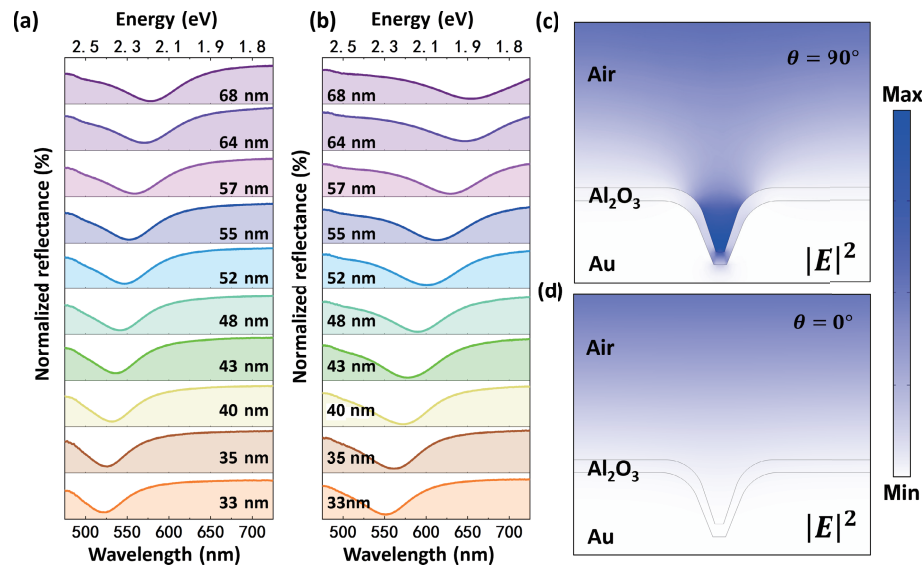 (a)
Energy (eV)
2.5 2.3 2.1 1.9 1.8
Normalized reflectance (%)
68 nm
64 nm
57 nm
55 nm
52 nm
48 nm
43 nm
40 nm
35 nm
33 nm
500 550 600 650 700
Wavelength (nm)
(b)
Energy (eV)
2.5 2.3 2.1 1.9 1.8
Normalized reflectance (%)
68 nm
64 nm
57 nm
55 nm
52 nm
48 nm
43 nm
40 nm
35 nm
33nm
500 550 600 650 700
Wavelength (nm)
(c)
θ = 90°
Air
Al₂O₃
Au
|E|²
(d)
θ = 0°
Air
Al₂O₃
Au
|E|²
Max
Min